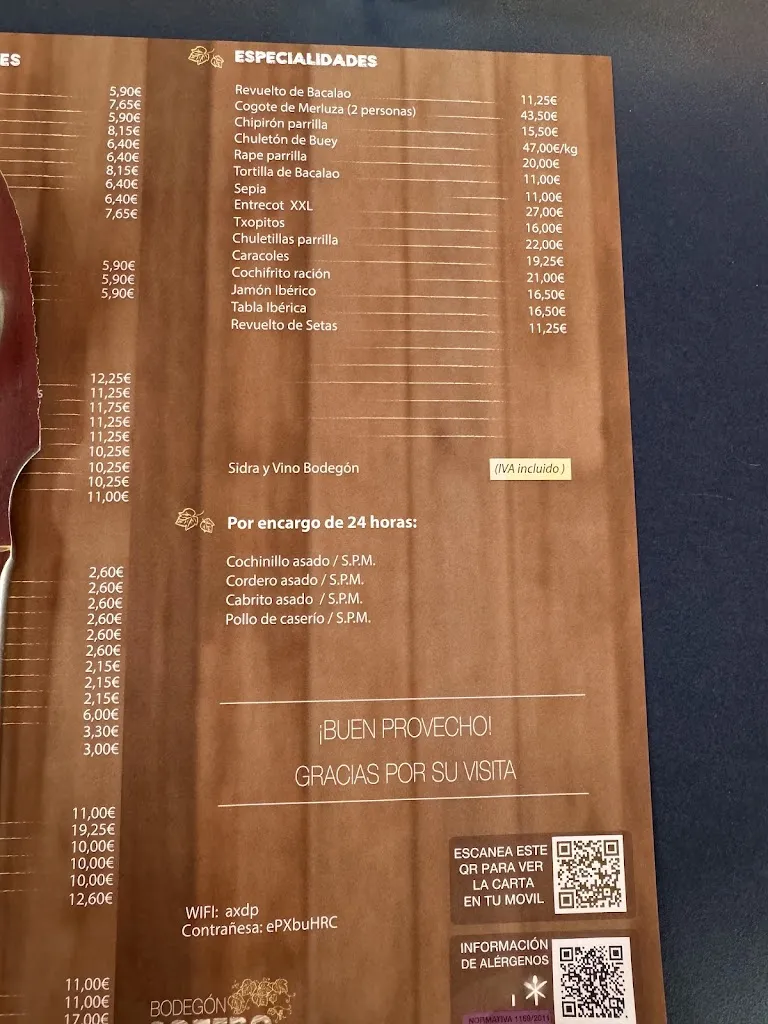 ES
5,90€
7,65€
5,90€
8,15€
6,40€
6,40€
8,15€
6,40€
6,40€
7,65€
5,90€
5,90€
5,90€
12,25€
s 11,25€
11,75€
11,25€
11,25€
10,25€
10,25€
10,25€
11,00€
2,60€
2,60€
2,60€
2,60€
2,60€
2,60€
2,15€
2,15€
2,15€
6,00€
3,30€
3,00€
11,00€
19,25€
10,00€
10,00€
10,00€
12,60€
11,00€
11,00€
17,00€
ESPECIALIDADES
Revuelto de Bacalao 11,25€
Cogote de Merluza (2 personas) 43,50€
Chipirón parrilla 15,50€
Chuletón de Buey 47,00€/kg
Rape parrilla 20,00€
Tortilla de Bacalao 11,00€
Sepia 11,00€
Entrecot XXL 27,00€
Txopitos 16,00€
Chuletillas parrilla 22,00€
Caracoles 19,25€
Cochifrito ración 21,00€
Jamón Ibérico 16,50€
Tabla Ibérica 16,50€
Revuelto de Setas 11,25€
Sidra y Vino Bodegón (IVA incluido )
Por encargo de 24 horas:
Cochinillo asado / S.P.M.
Cordero asado / S.P.M.
Cabrito asado / S.P.M.
Pollo de caserío / S.P.M.
¡BUEN PROVECHO!
GRACIAS POR SU VISITA
ESCANEA ESTE
QR PARA VER
LA CARTA
EN TU MOVIL
WIFI: axdp
Contrañesa: ePXbuHRC
INFORMACIÓN
DE ALÉRGENOS
NORMATIVA 1169/2011
BODEGÓN